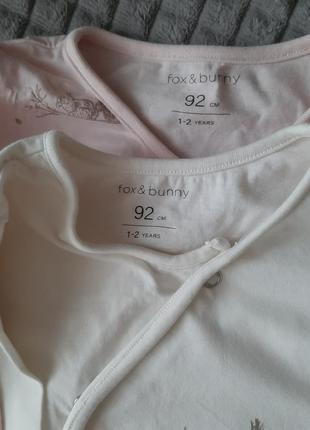 fox & bunny
92 CM
1-2 YEARS
fox & bunny
92 CM
1-2 YEARS